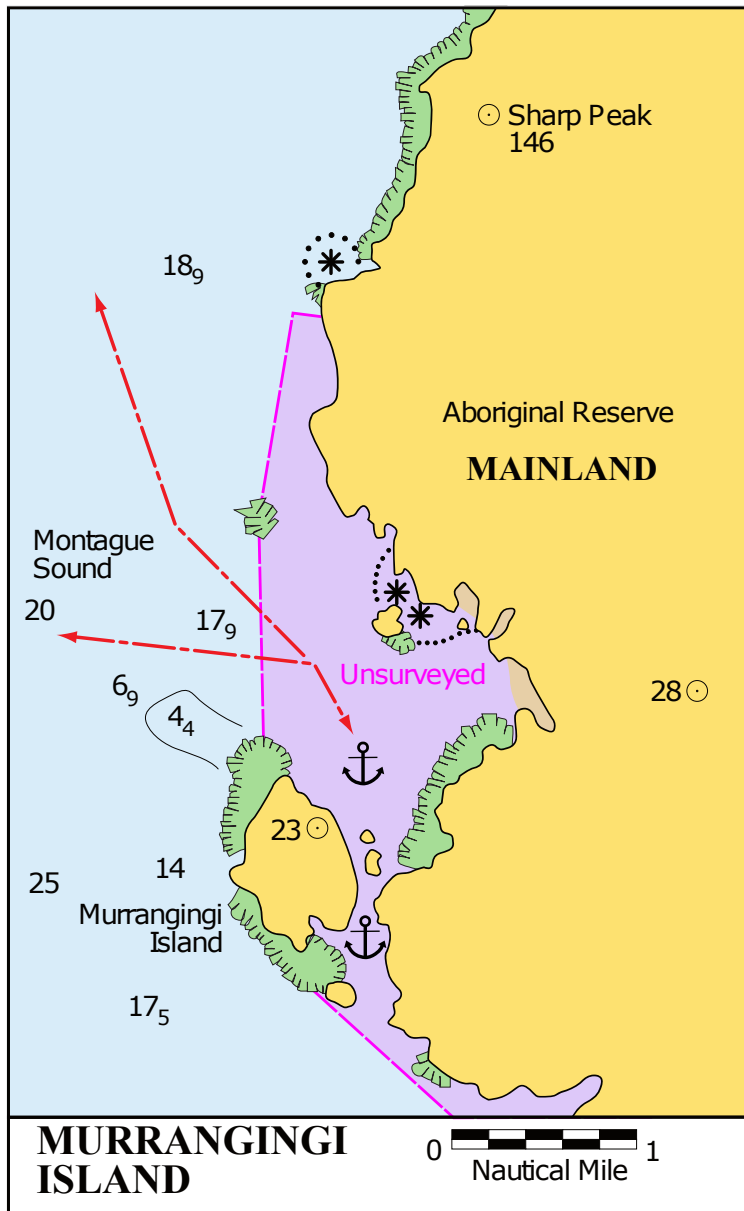 Sharp Peak
146
18₉
Aboriginal Reserve
MAINLAND
Montague
Sound
20
17₉
Unsurveyed
6₉
4₄
28
23
14
25
Murrangingi
Island
17₅
MURRANGINGI
ISLAND
0 1
Nautical Mile